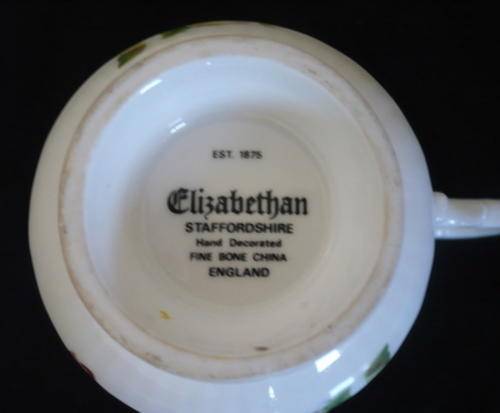 EST. 1875
Elizabethan
STAFFORDSHIRE
Hand Decorated
FINE BONE CHINA
ENGLAND